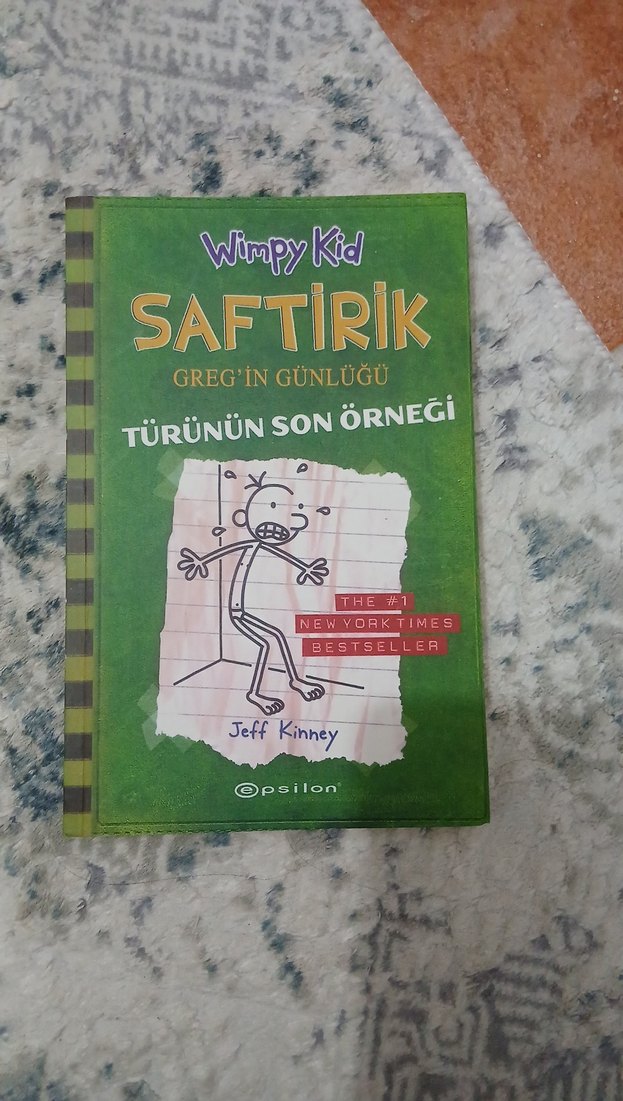 Wimpy Kid
SAFTİRİK
GREG'İN GÜNLÜĞÜ
TÜRÜNÜN SON ÖRNEĞİ
THE #1
NEW YORK TIMES
BESTSELLER
Jeff Kinney
epsilon